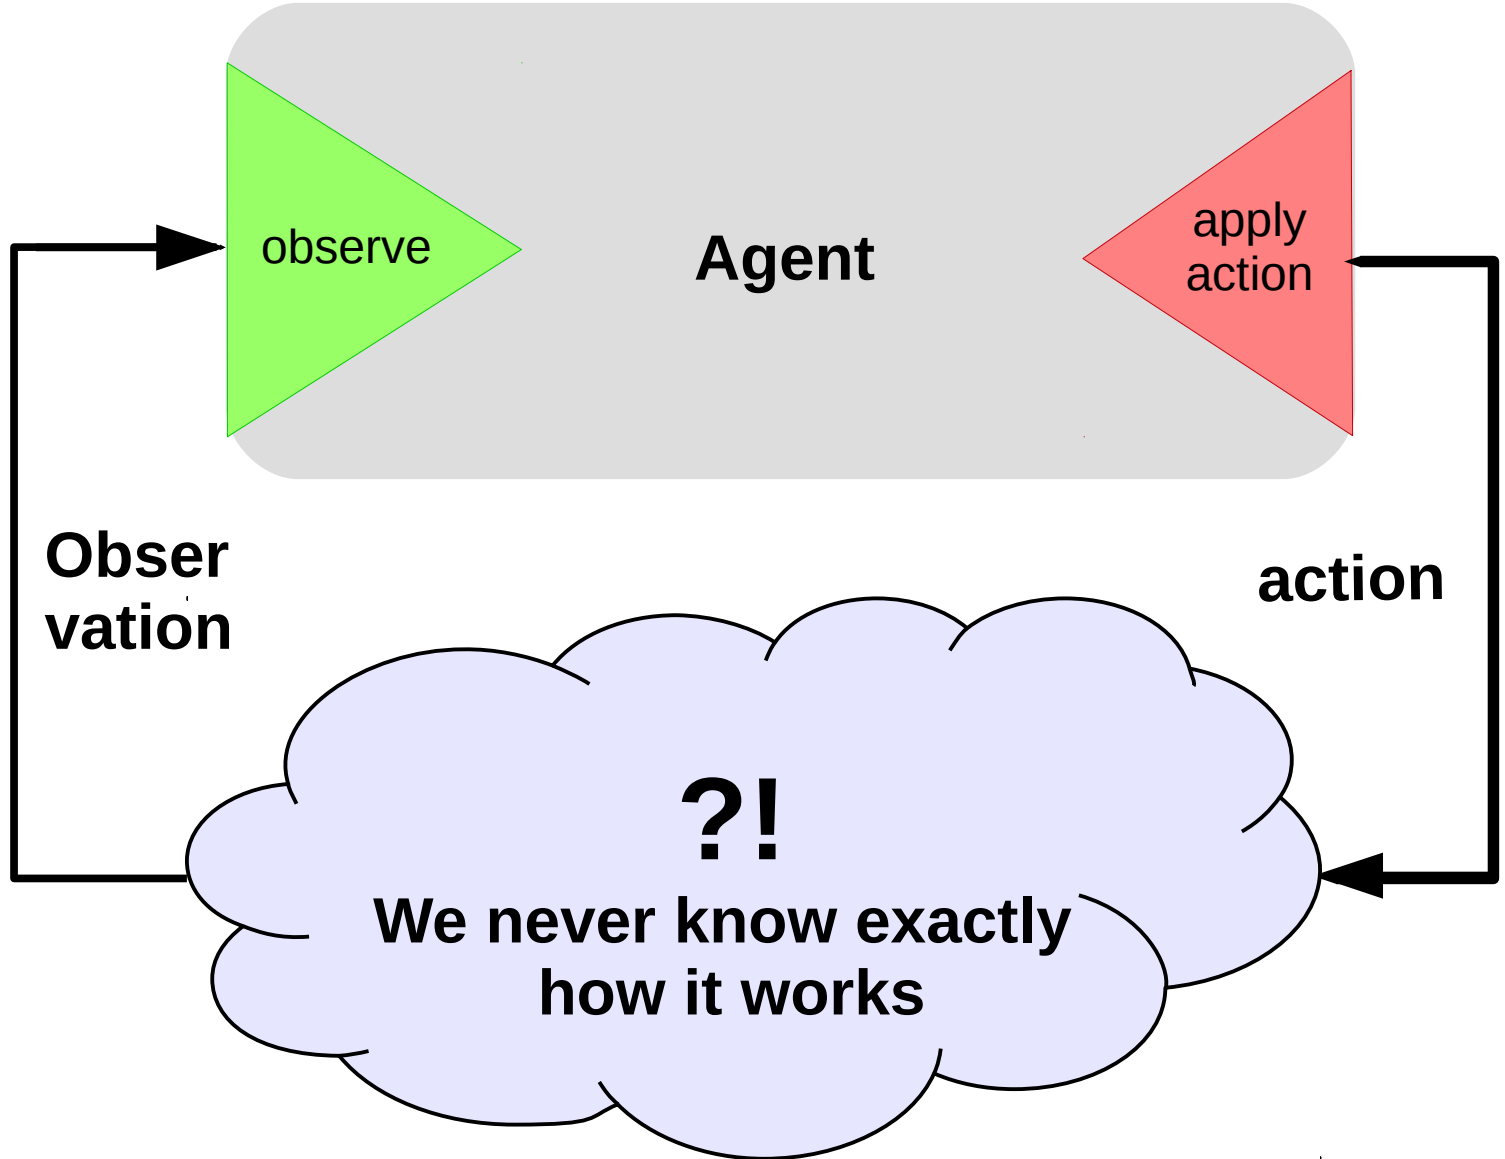 observe
Agent
apply
action
Obser
vation
action
?!
We never know exactly
how it works